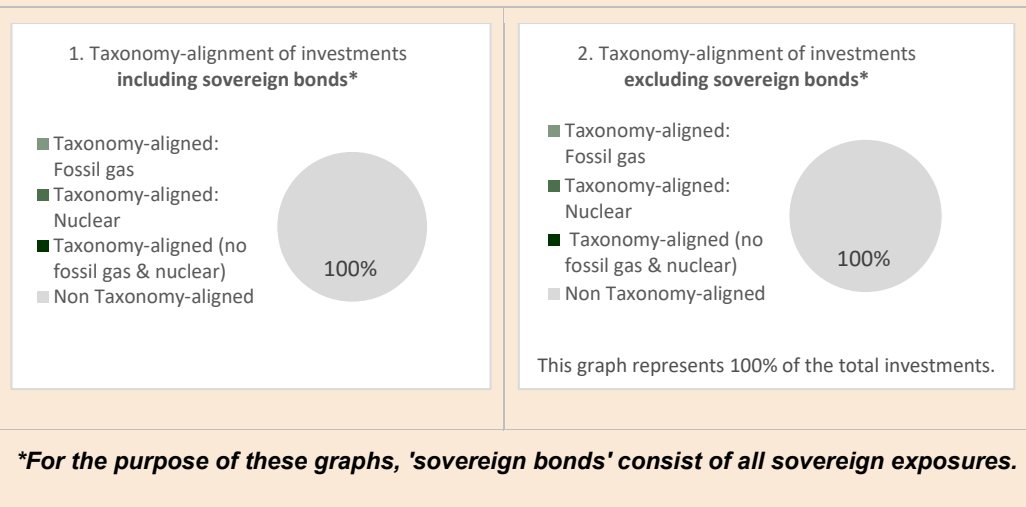 1. Taxonomy-alignment of investments
including sovereign bonds*
Taxonomy-aligned:
Fossil gas
Taxonomy-aligned:
Nuclear
Taxonomy-aligned (no
fossil gas & nuclear)
Non Taxonomy-aligned
100%
2. Taxonomy-alignment of investments
excluding sovereign bonds*
Taxonomy-aligned:
Fossil gas
Taxonomy-aligned:
Nuclear
Taxonomy-aligned (no
fossil gas & nuclear)
Non Taxonomy-aligned
100%
This graph represents 100% of the total investments.
*For the purpose of these graphs, 'sovereign bonds' consist of all sovereign exposures.